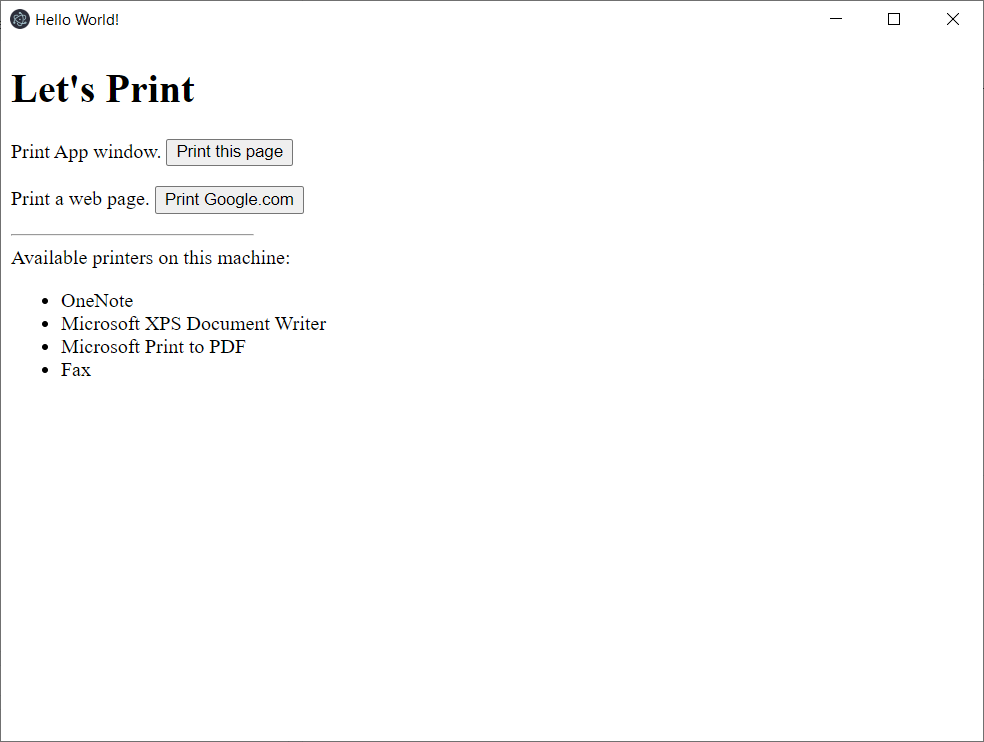 Hello World!
Let's Print
Print App window. Print this page
Print a web page. Print Google.com
Available printers on this machine:
OneNote
Microsoft XPS Document Writer
Microsoft Print to PDF
Fax